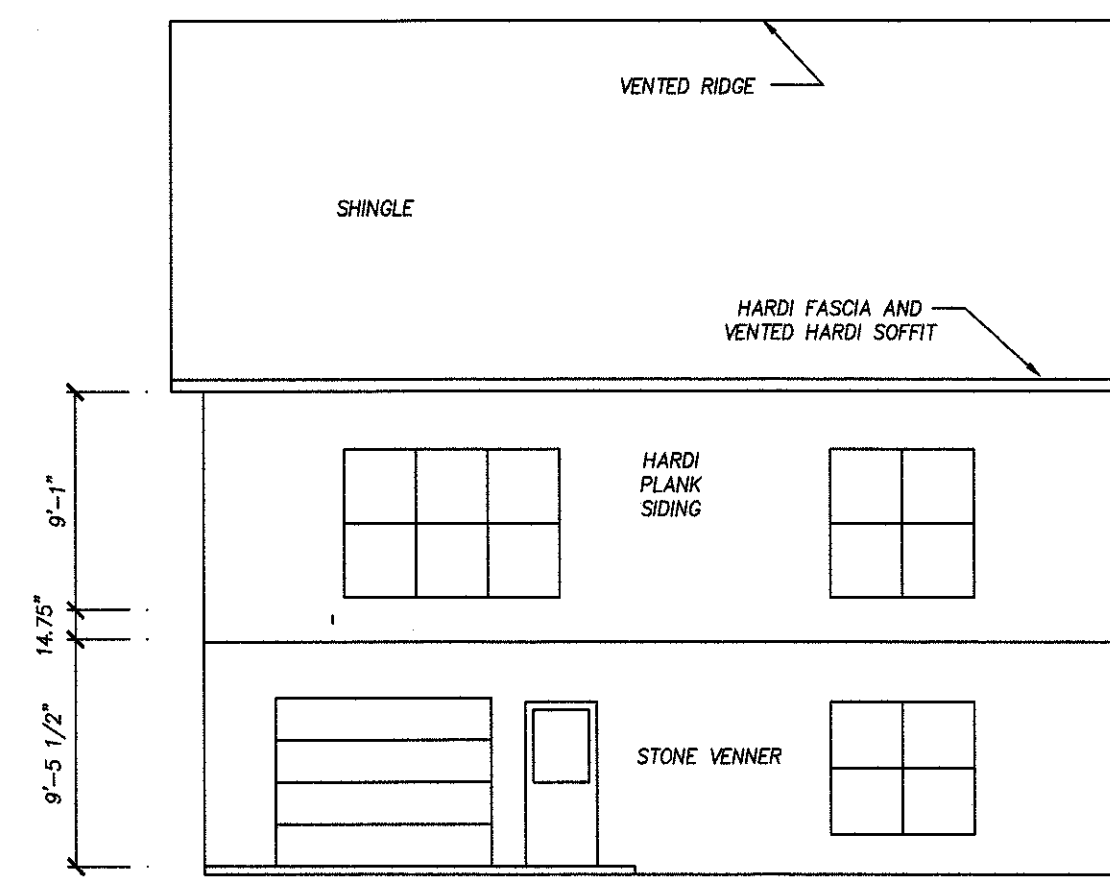 VENTED RIDGE
SHINGLE
HARDI FASCIA AND
VENTED HARDI SOFFIT
9'-1"
HARDI
PLANK
SIDING
14.75"
9'-5 1/2"
STONE VENNER